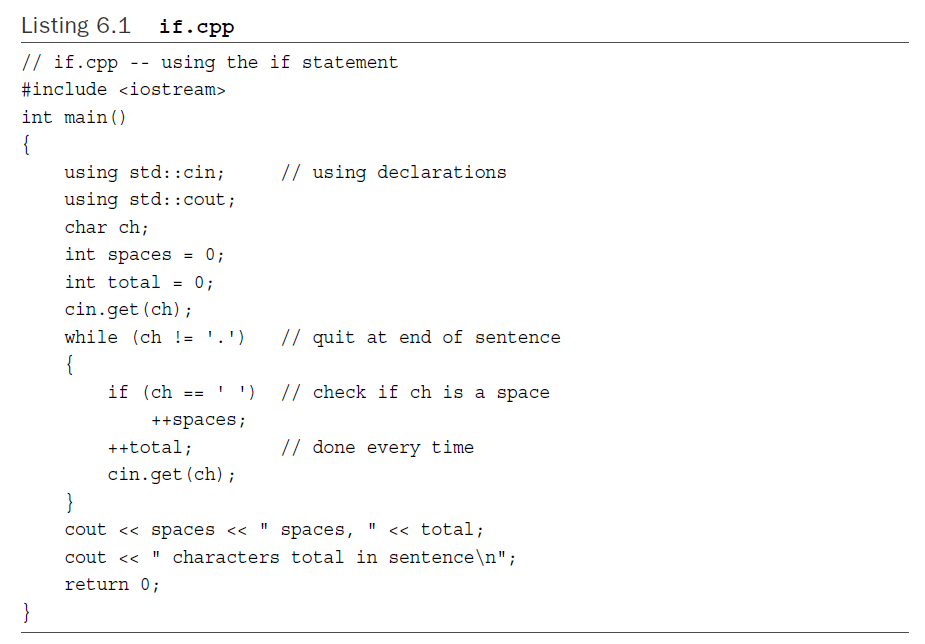 Listing 6.1 if.cpp
// if.cpp -- using the if statement
#include <iostream>
int main()
{
    using std::cin;     // using declarations
    using std::cout;
    char ch;
    int spaces = 0;
    int total = 0;
    cin.get(ch);
    while (ch != '.')   // quit at end of sentence
    {
        if (ch == ' ')  // check if ch is a space
            ++spaces;
        ++total;        // done every time
        cin.get(ch);
    }
    cout << spaces << " spaces, " << total;
    cout << " characters total in sentence\n";
    return 0;
}